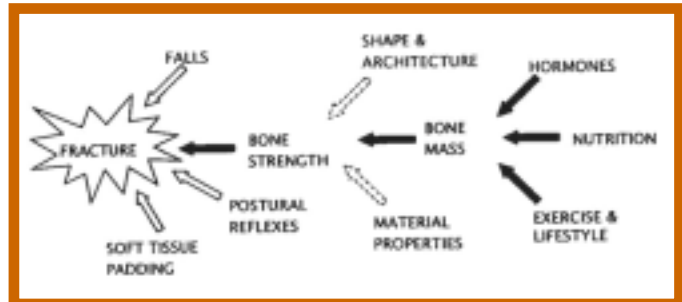 FALLS
SHAPE &
ARCHITECTURE
HORMONES
FRACTURE
BONE
STRENGTH
BONE
MASS
NUTRITION
POSTURAL
REFLEXES
MATERIAL
PROPERTIES
EXERCISE &
LIFESTYLE
SOFT TISSUE
PADDING